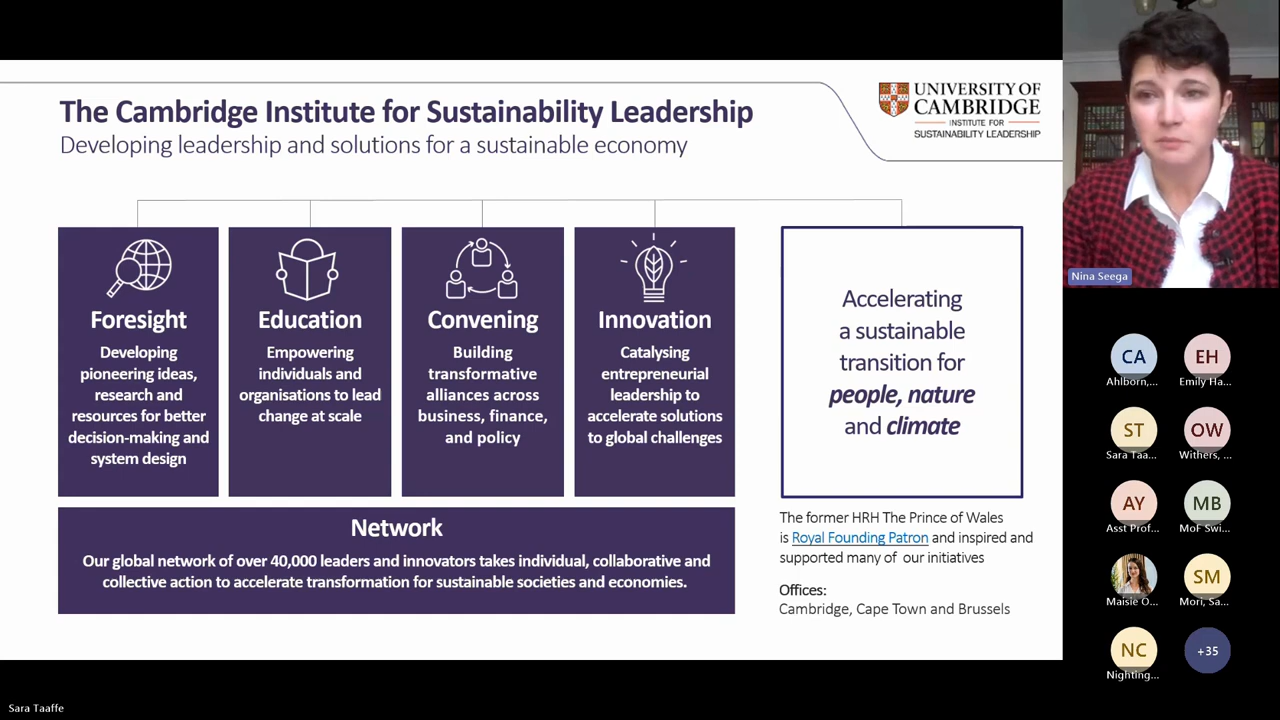 The Cambridge Institute for Sustainability Leadership
Developing leadership and solutions for a sustainable economy
UNIVERSITY OF
CAMBRIDGE
INSTITUTE FOR
SUSTAINABILITY LEADERSHIP
Foresight
Developing
pioneering ideas,
research and
resources for better
decision-making and
system design
Education
Empowering
individuals and
organisations to lead
change at scale
Convening
Building
transformative
alliances across
business, finance,
and policy
Innovation
Catalysing
entrepreneurial
leadership to
accelerate solutions
to global challenges
Accelerating
a sustainable
transition for
people, nature
and climate
Network
Our global network of over 40,000 leaders and innovators takes individual, collaborative and
collective action to accelerate transformation for sustainable societies and economies.
The former HRH The Prince of Wales
is Royal Founding Patron and inspired and
supported many of our initiatives
Offices:
Cambridge, Cape Town and Brussels
Nina Seega
CA
Ahlborn,...
EH
Emily Ha...
ST
Sara Taa...
OW
Withers, ...
AY
Asst Prof...
MB
MoF Swi...
Maisie O...
SM
Mori, Sa...
NC
Nighting...
+35
Sara Taaffe